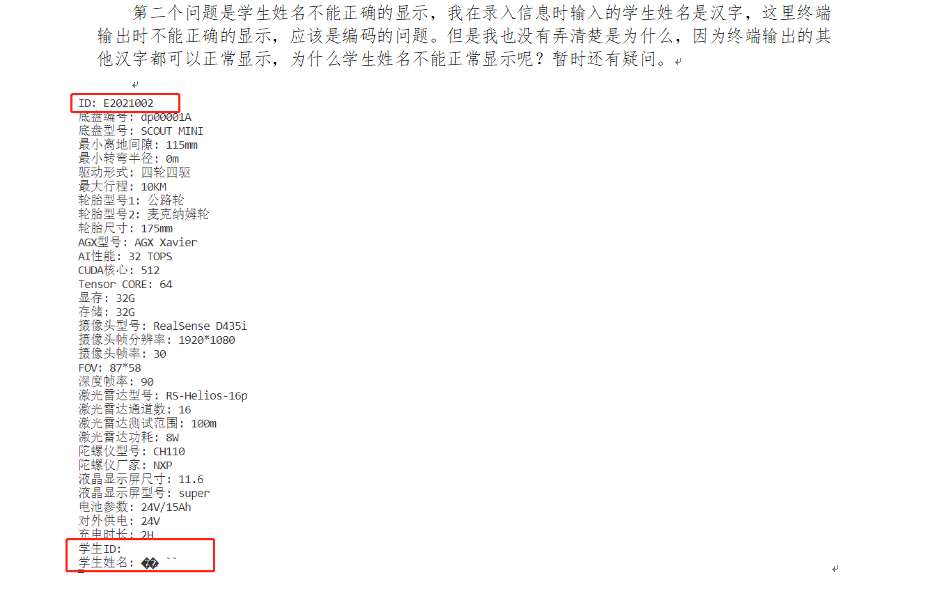 第二个问题是学生姓名不能正确的显示，我在录入信息时输入的学生姓名是汉字，这里终端
输出时不能正确的显示，应该是编码的问题。但是我也没有弄清楚是为什么，因为终端输出的其
他汉字都可以正常显示，为什么学生姓名不能正常显示呢？暂时还有疑问。
ID: E2021002
底盘编号: dp00001A
底盘型号: SCOUT MINI
最小离地间隙: 115mm
最小转弯半径: 0m
驱动形式: 四轮四驱
最大行程: 10KM
轮胎型号1: 公路轮
轮胎型号2: 麦克纳姆轮
轮胎尺寸: 175mm
AGX型号: AGX Xavier
AI性能: 32 TOPS
CUDA核心: 512
Tensor CORE: 64
显存: 32G
存储: 32G
摄像头型号: RealSense D435i
摄像头帧分辨率: 1920*1080
摄像头帧率: 30
FOV: 87*58
深度帧率: 90
激光雷达型号: RS-Helios-16p
激光雷达通道数: 16
激光雷达测试范围: 100m
激光雷达功耗: 8W
陀螺仪型号: CH110
陀螺仪厂家: NXP
液晶显示屏尺寸: 11.6
液晶显示屏型号: super
电池参数: 24V/15Ah
对外供电: 24V
充电时长: 2H
学生ID:
学生姓名: ��